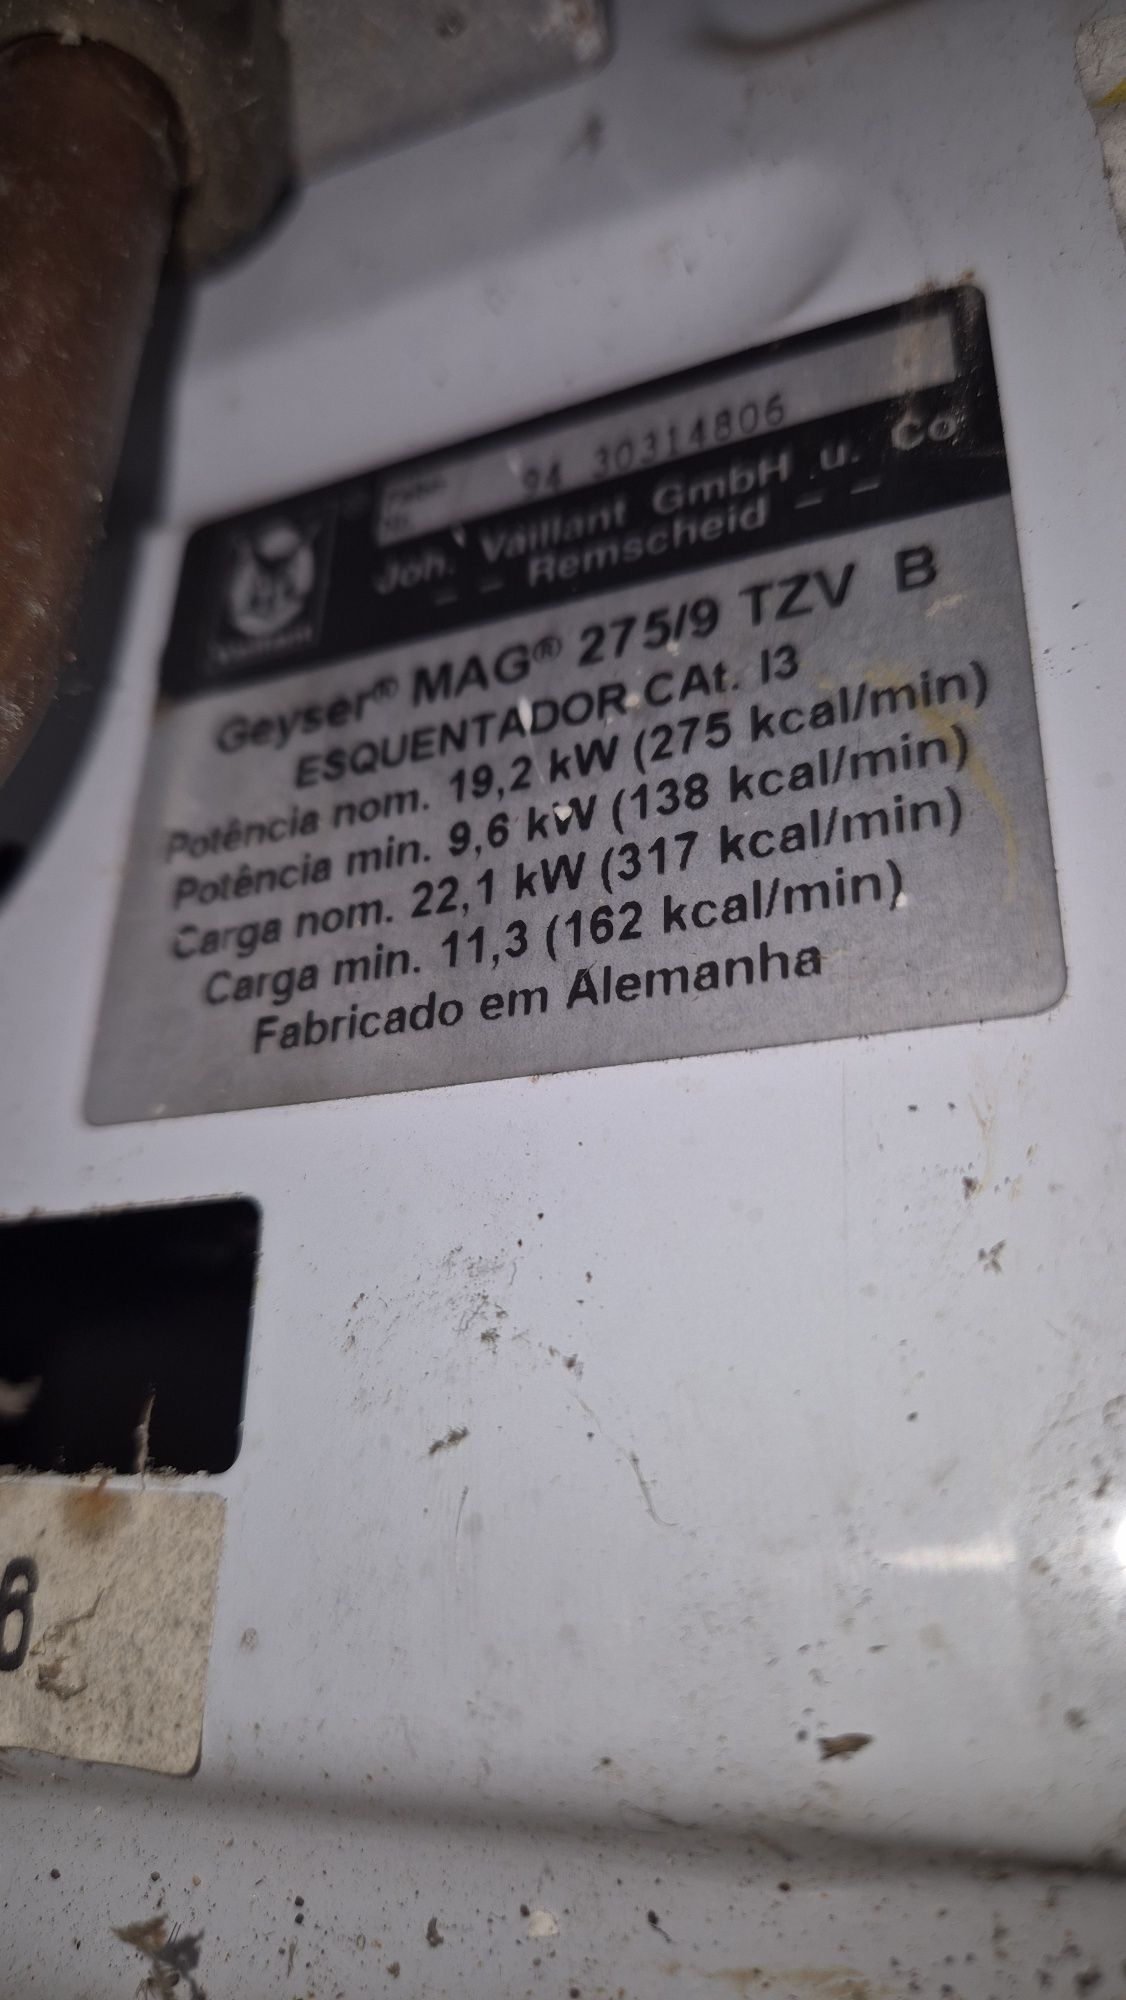 94 30314806
Joh. Vaillant GmbH u. Co
- - Remscheid - -
Geyser® MAG® 275/9 TZV B
ESQUENTADOR CAt. I3
Potência nom. 19,2 kW (275 kcal/min)
Potência min. 9,6 kW (138 kcal/min)
Carga nom. 22,1 kW (317 kcal/min)
Carga min. 11,3 (162 kcal/min)
Fabricado em Alemanha
6